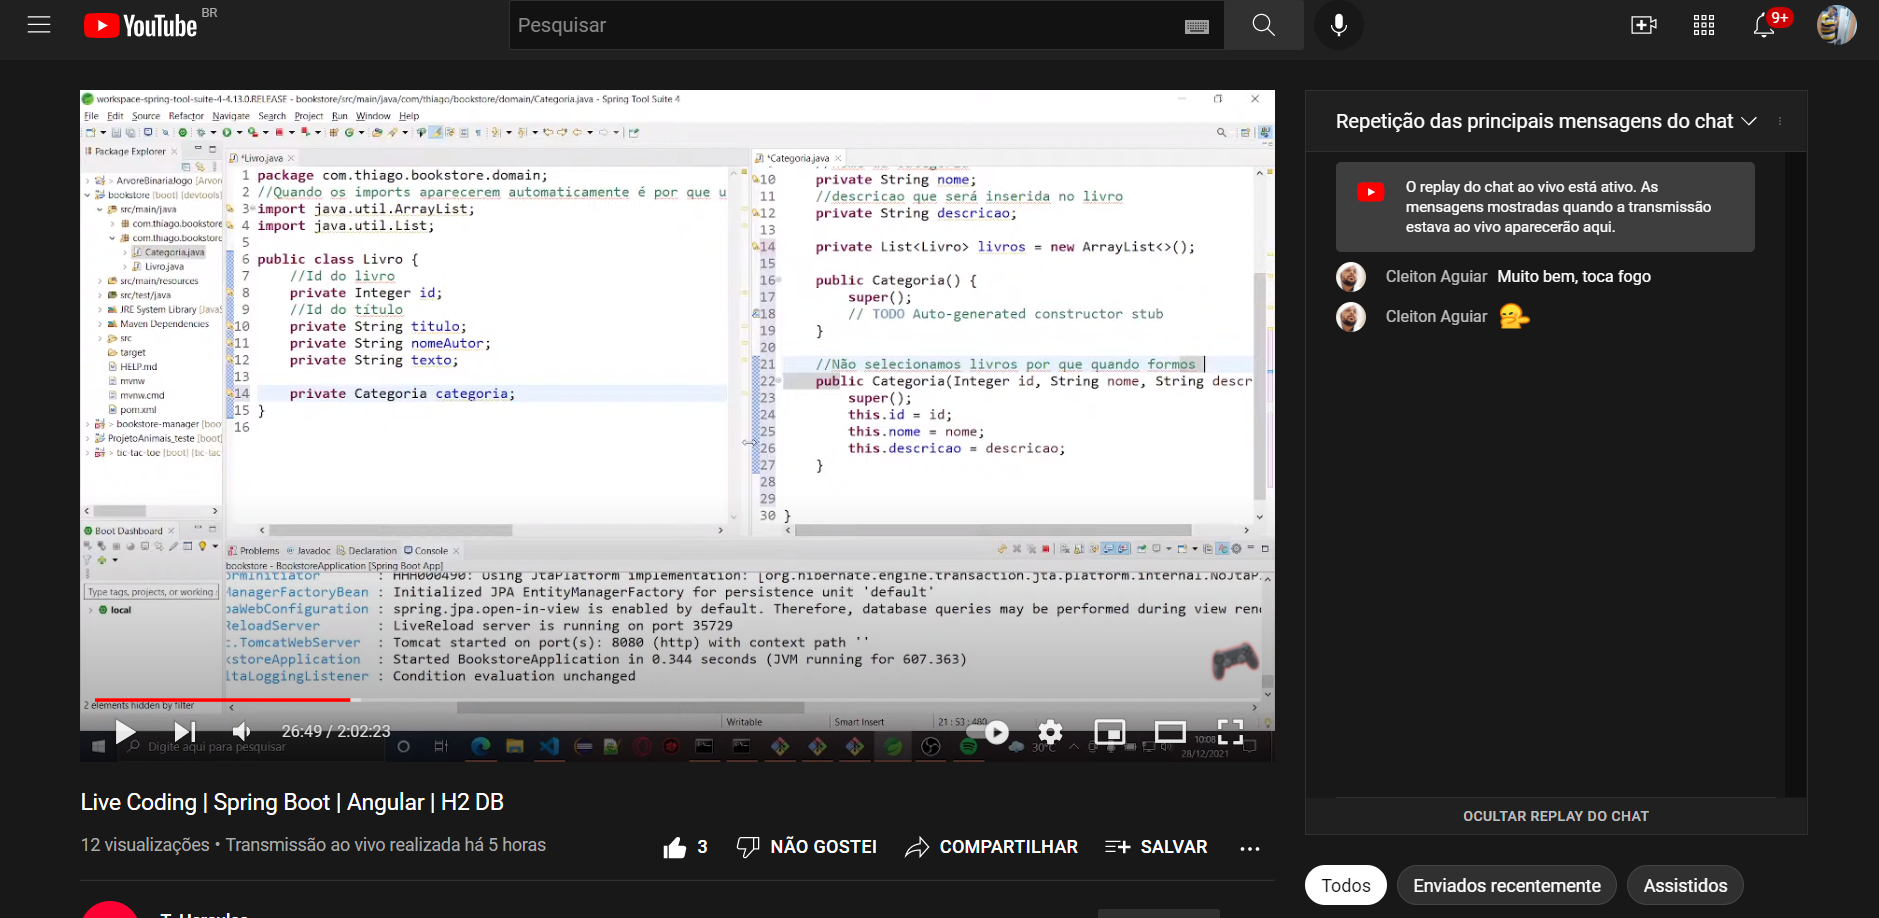 YouTube BR
Pesquisar
9+
workspace-spring-tool-suite-4-4.13.0.RELEASE - bookstore/src/main/java/com/thiago/bookstore/domain/Categoria.java - Spring Tool Suite 4
File Edit Source Refactor Navigate Search Project Run Window Help
Package Explorer
ArvoreBinariaJogo [Arvor
bookstore [boot] [devtools]
src/main/java
com.thiago.bookstore
com.thiago.bookstore
Categoria.java
Livro.java
src/main/resources
src/test/java
JRE System Library [JavaS
Maven Dependencies
src
target
HELP.md
mvnw
mvnw.cmd
pom.xml
bookstore-manager [boo
ProjetoAnimais_teste [boot]
tic-tac-toe [boot] [tic-tac
*Livro.java
1 package com.thiago.bookstore.domain;
2 //Quando os imports aparecerem automaticamente é por que u
3 import java.util.ArrayList;
4 import java.util.List;
5
6 public class Livro {
7 //Id do livro
8 private Integer id;
9 //Id do título
10 private String titulo;
11 private String nomeAutor;
12 private String texto;
13
14 private Categoria categoria;
15 }
16
*Categoria.java
10 private String nome;
11 //descricao que será inserida no livro
12 private String descricao;
13
14 private List<Livro> livros = new ArrayList<>();
15
16 public Categoria() {
17 super();
18 // TODO Auto-generated constructor stub
19 }
20
21 //Não selecionamos livros por que quando formos
22 public Categoria(Integer id, String nome, String descr
23 super();
24 this.id = id;
25 this.nome = nome;
26 this.descricao = descricao;
27 }
28
29
30 }
Boot Dashboard
Type tags, projects, or working
local
2 elements hidden by filter
Problems Javadoc Declaration Console
bookstore - BookstoreApplication [Spring Boot App]
ormInitiator : HHH000490: Using JtaPlatform implementation: [org.hibernate.engine.transaction.jta.platform.internal.NoJtaP
ManagerFactoryBean : Initialized JPA EntityManagerFactory for persistence unit 'default'
paWebConfiguration : spring.jpa.open-in-view is enabled by default. Therefore, database queries may be performed during view ren
ReloadServer : LiveReload server is running on port 35729
t.TomcatWebServer : Tomcat started on port(s): 8080 (http) with context path ''
kstoreApplication : Started BookstoreApplication in 0.344 seconds (JVM running for 607.363)
ltaLoggingListener : Condition evaluation unchanged
Writable Smart Insert 21 : 53 : 480
26:49 / 2:02:23
Digite aqui para pesquisar
30°C
10:08
28/12/2021
Live Coding | Spring Boot | Angular | H2 DB
12 visualizações • Transmissão ao vivo realizada há 5 horas
3 NÃO GOSTEI COMPARTILHAR SALVAR
Repetição das principais mensagens do chat
O replay do chat ao vivo está ativo. As
mensagens mostradas quando a transmissão
estava ao vivo aparecerão aqui.
Cleiton Aguiar Muito bem, toca fogo
Cleiton Aguiar
OCULTAR REPLAY DO CHAT
Todos Enviados recentemente Assistidos